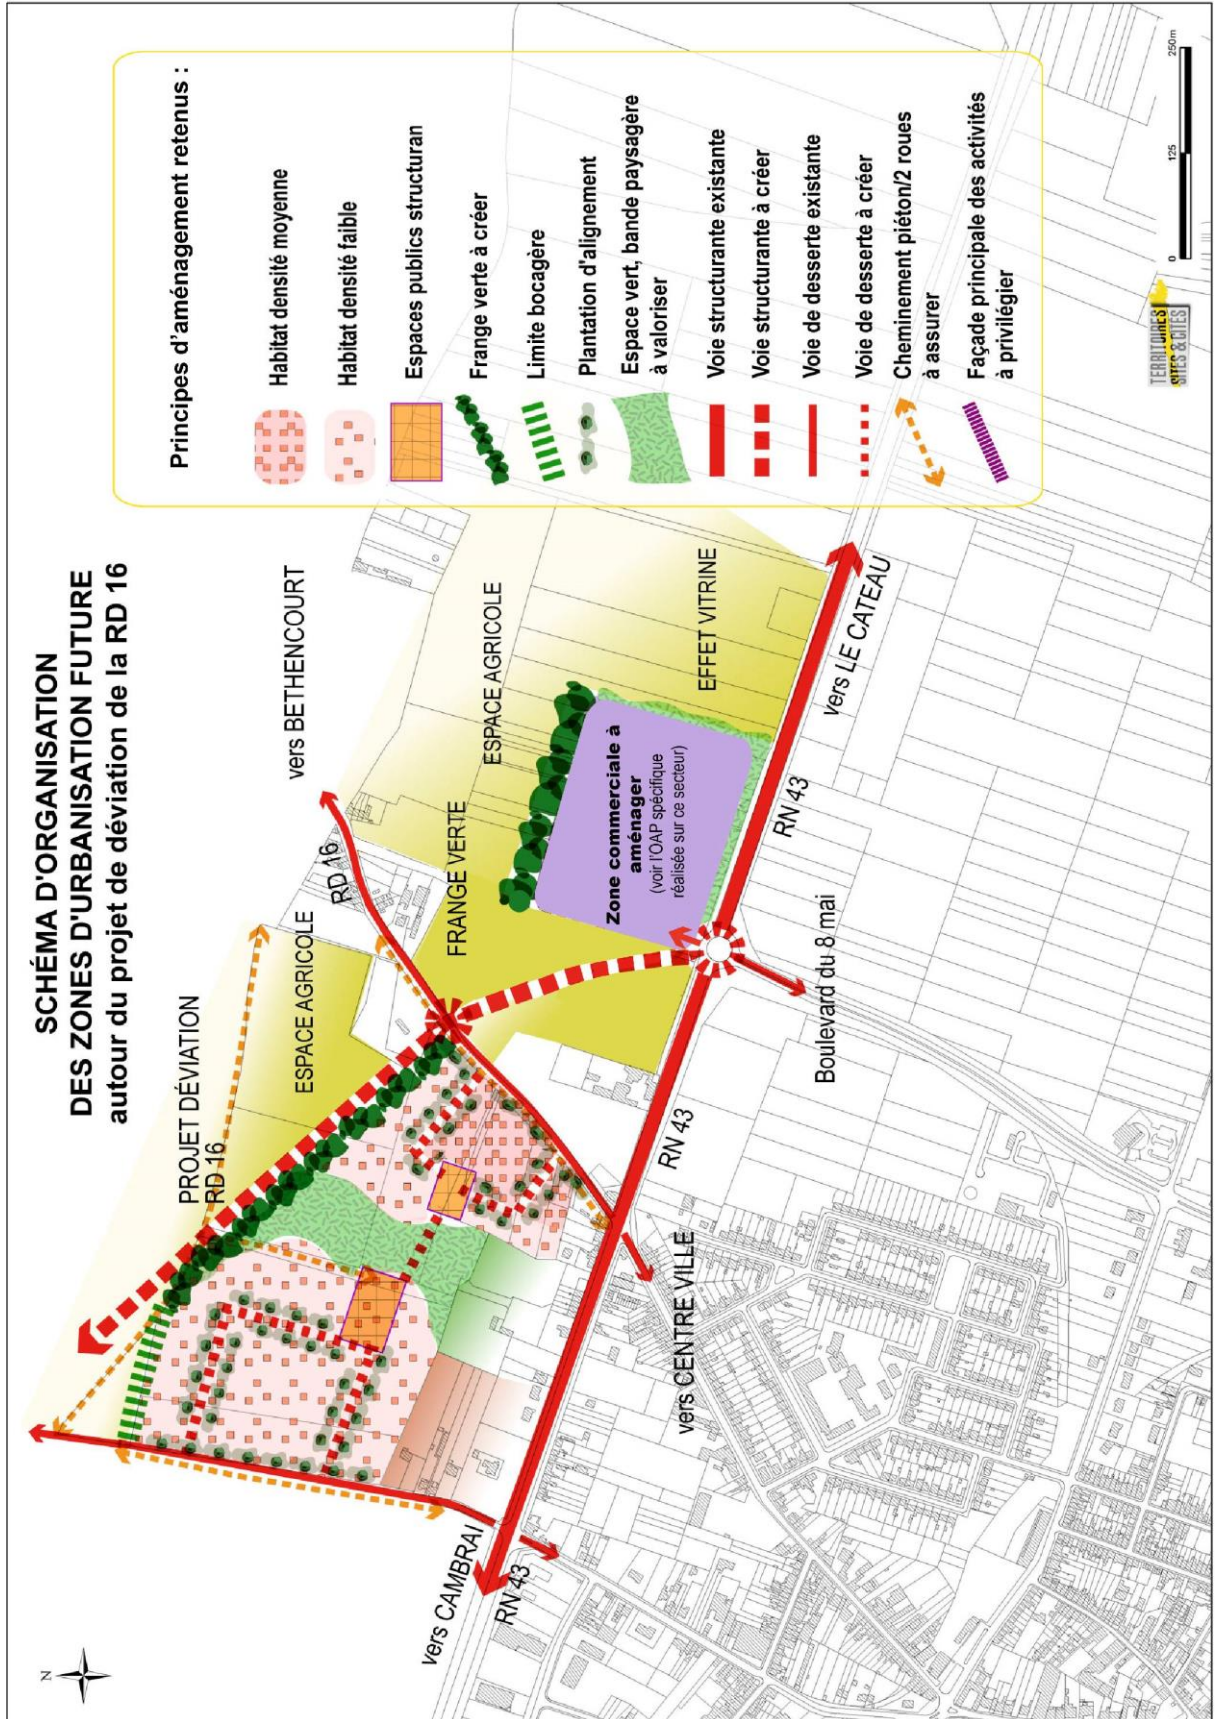 SCHÉMA D'ORGANISATION
DES ZONES D'URBANISATION FUTURE
autour du projet de déviation de la RD 16
N
PROJET DÉVIATION
RD 16
ESPACE AGRICOLE
vers BETHENCOURT
RD 16
FRANGE VERTE
ESPACE AGRICOLE
Zone commerciale à
aménager
(voir l'OAP spécifique
réalisée sur ce secteur)
EFFET VITRINE
vers CAMBRAI
RN 43
vers CENTRE VILLE
RN 43
Boulevard du 8 mai
RN 43
vers LE CATEAU
Principes d'aménagement retenus :
Habitat densité moyenne
Habitat densité faible
Espaces publics structuran
Frange verte à créer
Limite bocagère
Plantation d'alignement
Espace vert, bande paysagère
à valoriser
Voie structurante existante
Voie structurante à créer
Voie de desserte existante
Voie de desserte à créer
Cheminement piéton/2 roues
à assurer
Façade principale des activités
à privilégier
TERRITOIRES
SITES & CITÉS
0 125 250m